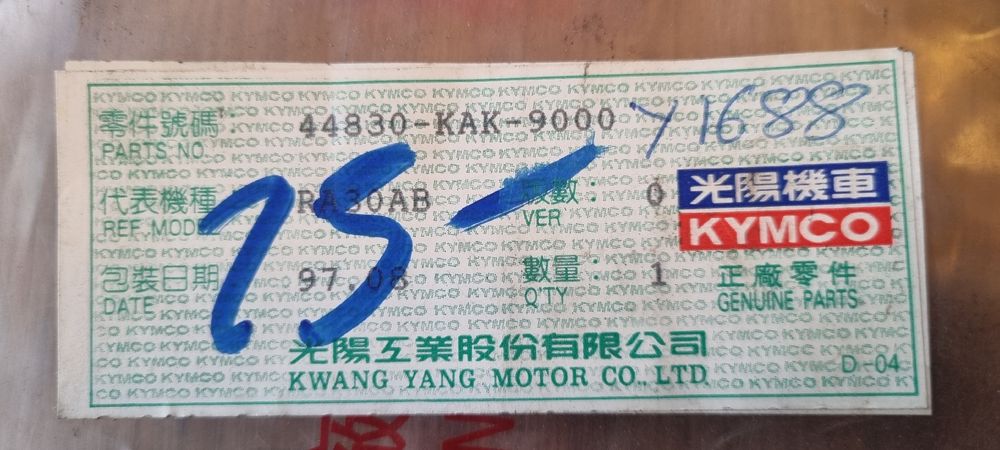 零件號碼: 44830-KAK-9000 Y1688
PARTS. NO.
代表機種 RA30AB 版數: 0 光陽機車
REF. MODEL VER KYMCO
包裝日期 97.08 數量: 1 正廠零件
DATE Q'TY GENUINE PARTS
75-
光陽工業股份有限公司
KWANG YANG MOTOR CO., LTD. D-04